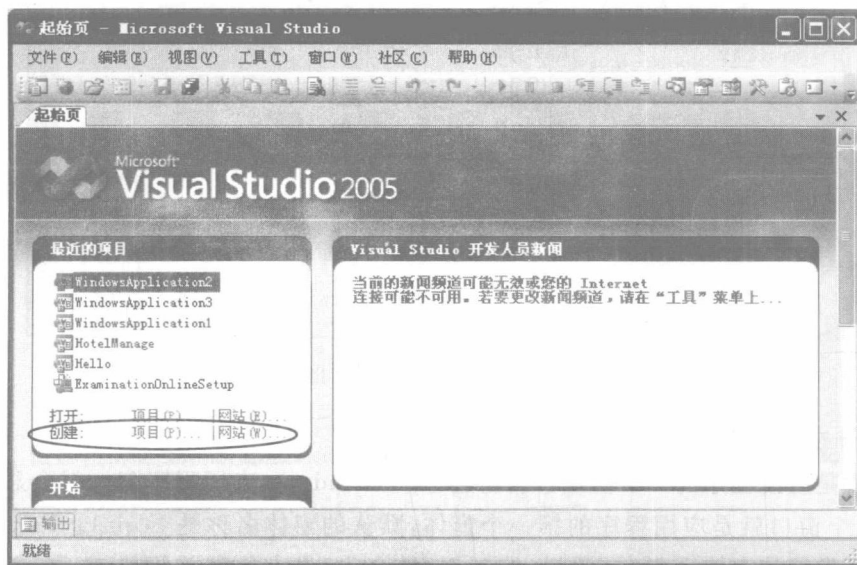 起始页 - Microsoft Visual Studio
文件(F) 编辑(E) 视图(V) 工具(T) 窗口(W) 社区(C) 帮助(H)
起始页
Microsoft
Visual Studio 2005
最近的项目
WindowsApplication2
WindowsApplication3
WindowsApplication1
HotelManage
Hello
ExaminationOnlineSetup
打开: 项目(P)... |网站(E)...
创建: 项目(P)... |网站(W)...
Visual Studio 开发人员新闻
当前的新闻频道可能无效或您的 Internet
连接可能不可用。若要更改新闻频道，请在“工具”菜单上...
开始
输出
就绪